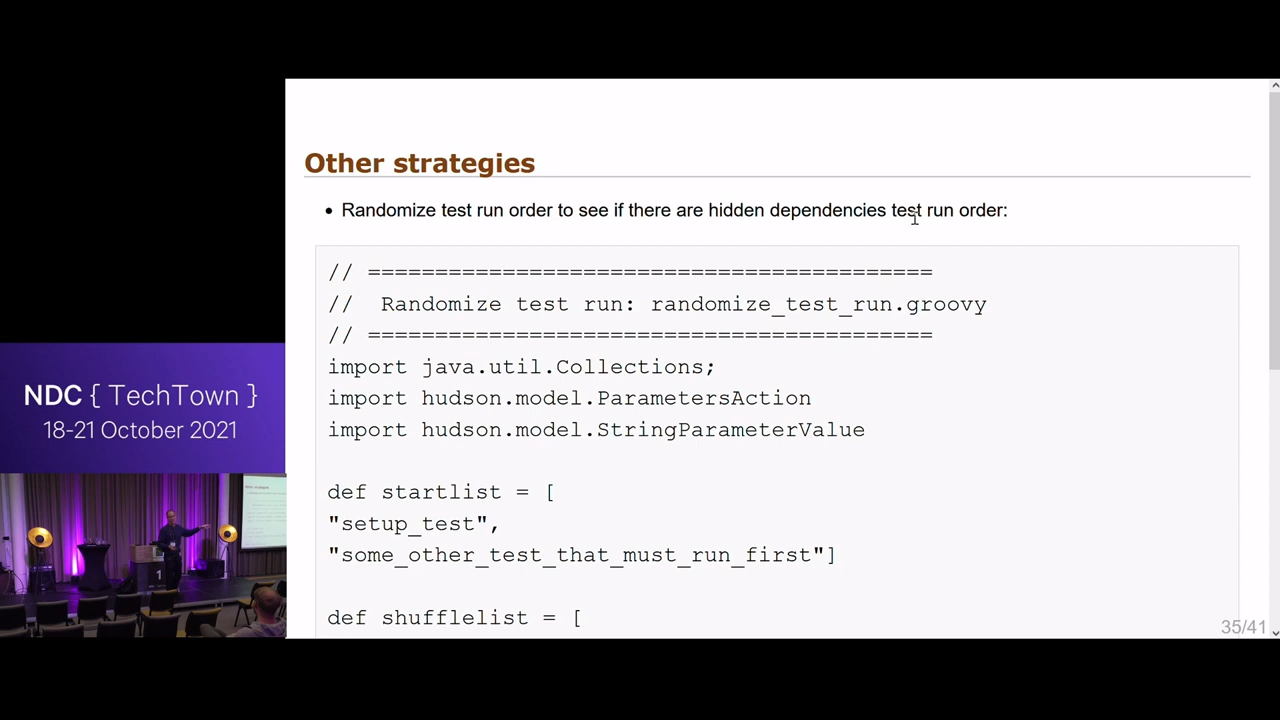 Other strategies
• Randomize test run order to see if there are hidden dependencies test run order:
// ==========================================
//  Randomize test run: randomize_test_run.groovy
// ==========================================
import java.util.Collections;
import hudson.model.ParametersAction
import hudson.model.StringParameterValue
def startlist = [
"setup_test",
"some_other_test_that_must_run_first"]
def shufflelist = [
35/41
NDC { TechTown }
18-21 October 2021
1